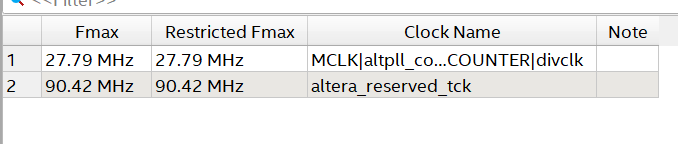 <<Filter>>
Fmax Restricted Fmax Clock Name Note
1 27.79 MHz 27.79 MHz MCLK|altpll_co...COUNTER|divclk
2 90.42 MHz 90.42 MHz altera_reserved_tck